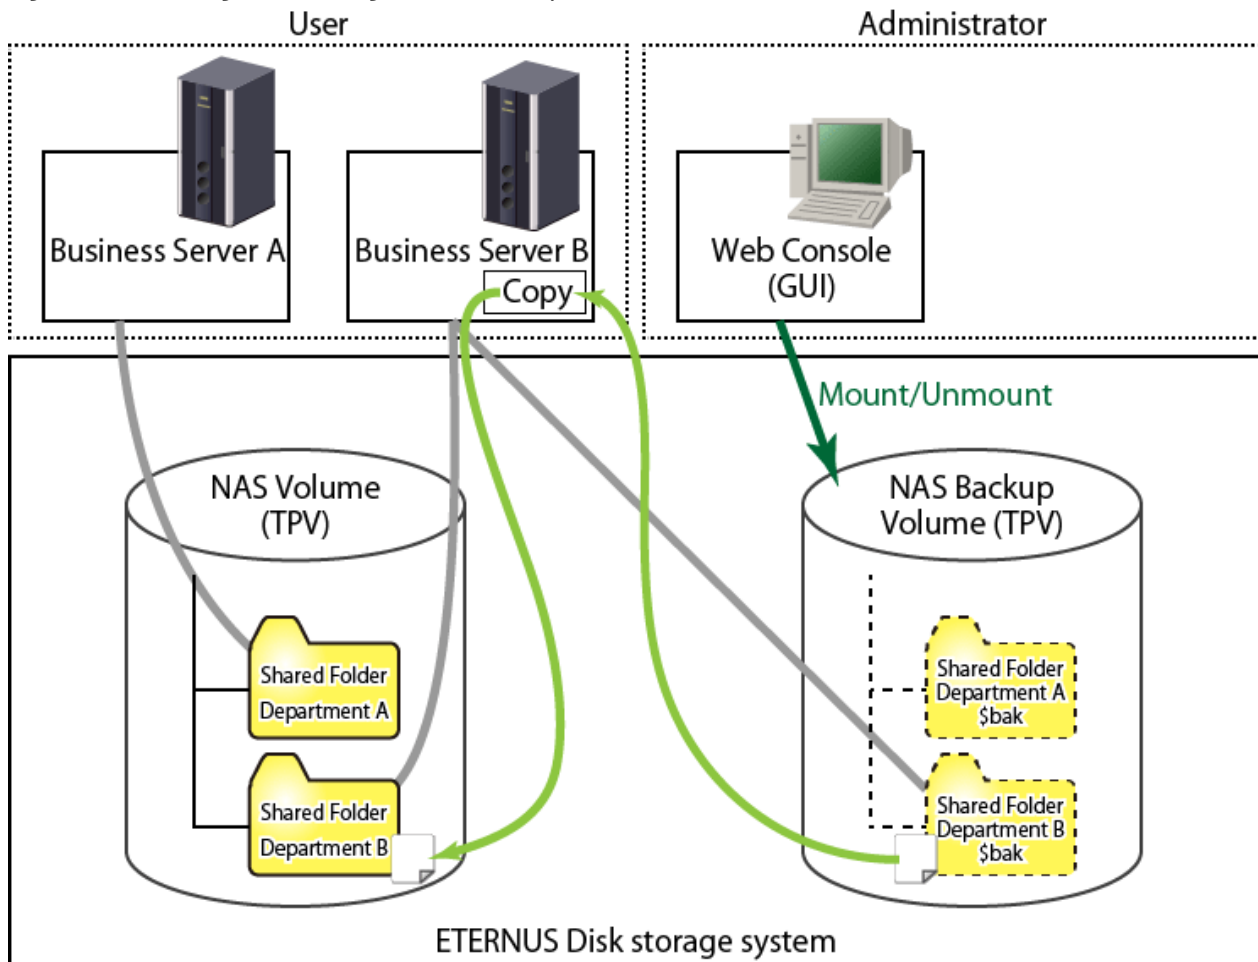 User
Administrator
Business Server A
Business Server B
Copy
Web Console
(GUI)
Mount/Unmount
NAS Volume
(TPV)
NAS Backup
Volume (TPV)
Shared Folder
Department A
Shared Folder
Department A
$bak
Shared Folder
Department B
Shared Folder
Department B
$bak
ETERNUS Disk storage system